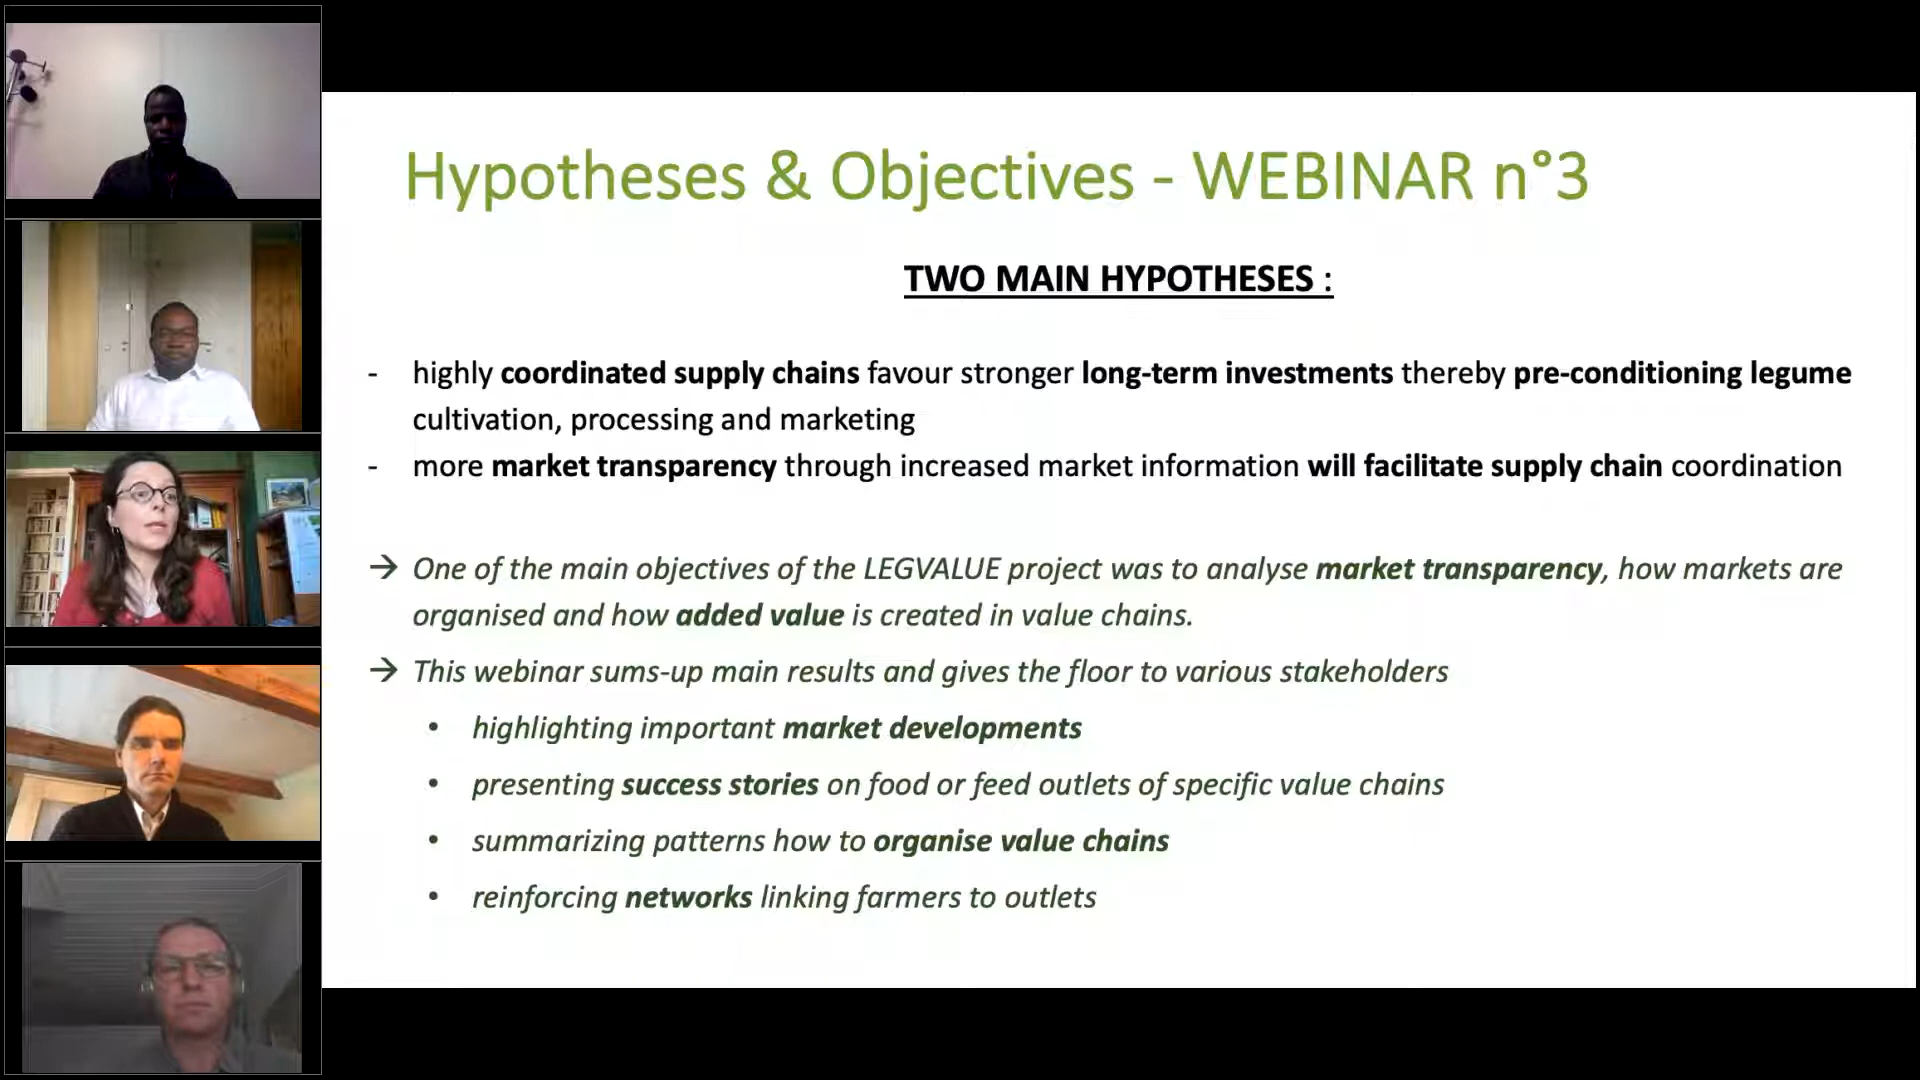 Hypotheses & Objectives - WEBINAR n°3
TWO MAIN HYPOTHESES :
- highly coordinated supply chains favour stronger long-term investments thereby pre-conditioning legume
cultivation, processing and marketing
- more market transparency through increased market information will facilitate supply chain coordination
→ One of the main objectives of the LEGVALUE project was to analyse market transparency, how markets are
organised and how added value is created in value chains.
→ This webinar sums-up main results and gives the floor to various stakeholders
• highlighting important market developments
• presenting success stories on food or feed outlets of specific value chains
• summarizing patterns how to organise value chains
• reinforcing networks linking farmers to outlets